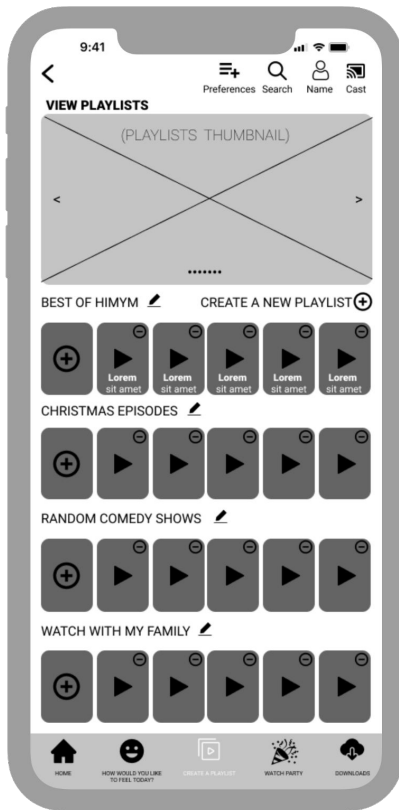 9:41
Preferences Search Name Cast
VIEW PLAYLISTS
(PLAYLISTS THUMBNAIL)
< >
BEST OF HIMYM CREATE A NEW PLAYLIST
Lorem Lorem Lorem Lorem Lorem
sit amet sit amet sit amet sit amet sit amet
CHRISTMAS EPISODES
RANDOM COMEDY SHOWS
WATCH WITH MY FAMILY
HOME HOW WOULD YOU LIKE CREATE A PLAYLIST WATCH PARTY DOWNLOADS
TO FEEL TODAY?